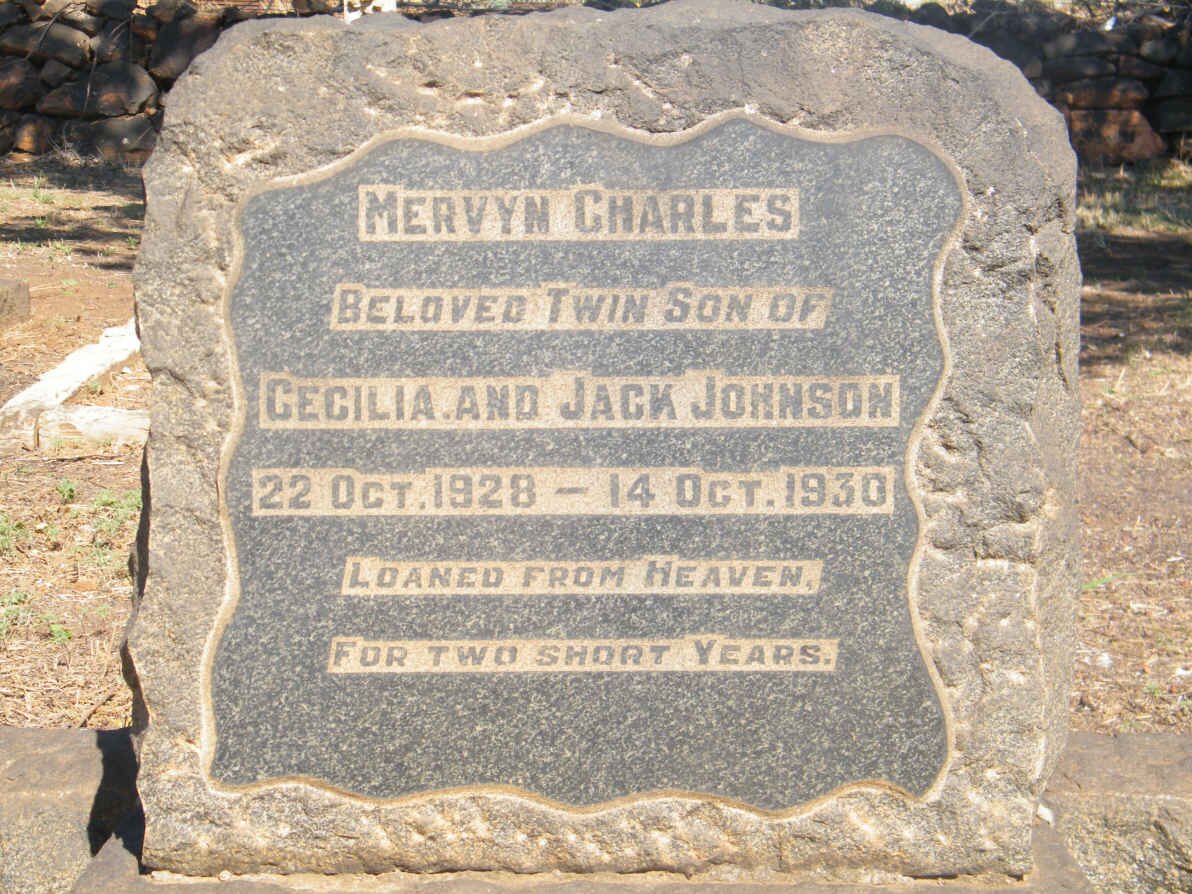 MERVYN CHARLES
BELOVED TWIN SON OF
CECILIA.AND JACK JOHNSON
22 OCT.1928 – 14 OCT.1930
LOANED FROM HEAVEN,
FOR TWO SHORT YEARS.